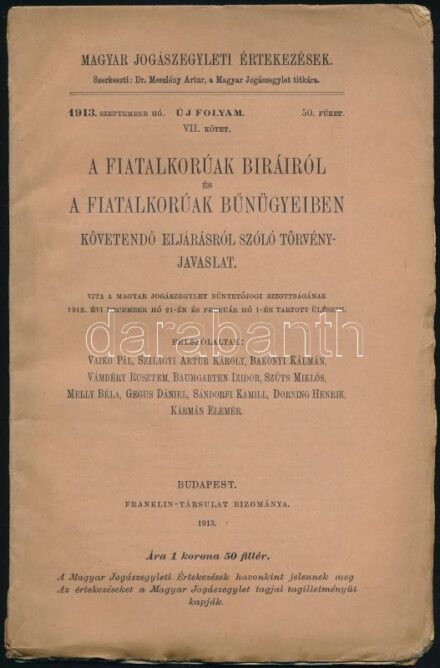 MAGYAR JOGÁSZEGYLETI ÉRTEKEZÉSEK.
Szerkeszti: Dr. Meszlény Artur, a Magyar Jogászegylet titkára.
1913. SZEPTEMBER HÓ. ÚJ FOLYAM. 50. FÜZET.
VII. KÖTET.
A FIATALKORÚAK BIRÁIRÓL
ÉS
A FIATALKORÚAK BŰNÜGYEIBEN
KÖVETENDŐ ELJÁRÁSRÓL SZÓLÓ TÖRVÉNY-
JAVASLAT.
VITA A MAGYAR JOGÁSZEGYLET BÜNTETŐJOGI BIZOTTSÁGÁNAK
1912. ÉVI DECEMBER HÓ 21-ÉN ÉS FEBRUÁR HÓ 1-ÉN TARTOTT ÜLÉSEIN.
darabanth
FELSZÓLALTAK:
VAIKÓ PÁL, SZILÁGYI ARTUR KÁROLY, BAKONYI KÁLMÁN,
VÁMBÉRY RUSZTEM, BAUMGARTEN IZIDOR, SZÜTS MIKLÓS,
MELLY BÉLA, GEGUS DÁNIEL, SÁNDORFI KAMILL, DORNING HENRIK,
KÁRMÁN ELEMÉR.
BUDAPEST.
FRANKLIN-TÁRSULAT BIZOMÁNYA.
1913.
Ára 1 korona 50 fillér.
A Magyar Jogászegyleti Értekezések havonkint jelennek meg
Az értekezéseket a Magyar Jogászegylet tagjai tagilletményül
kapják.